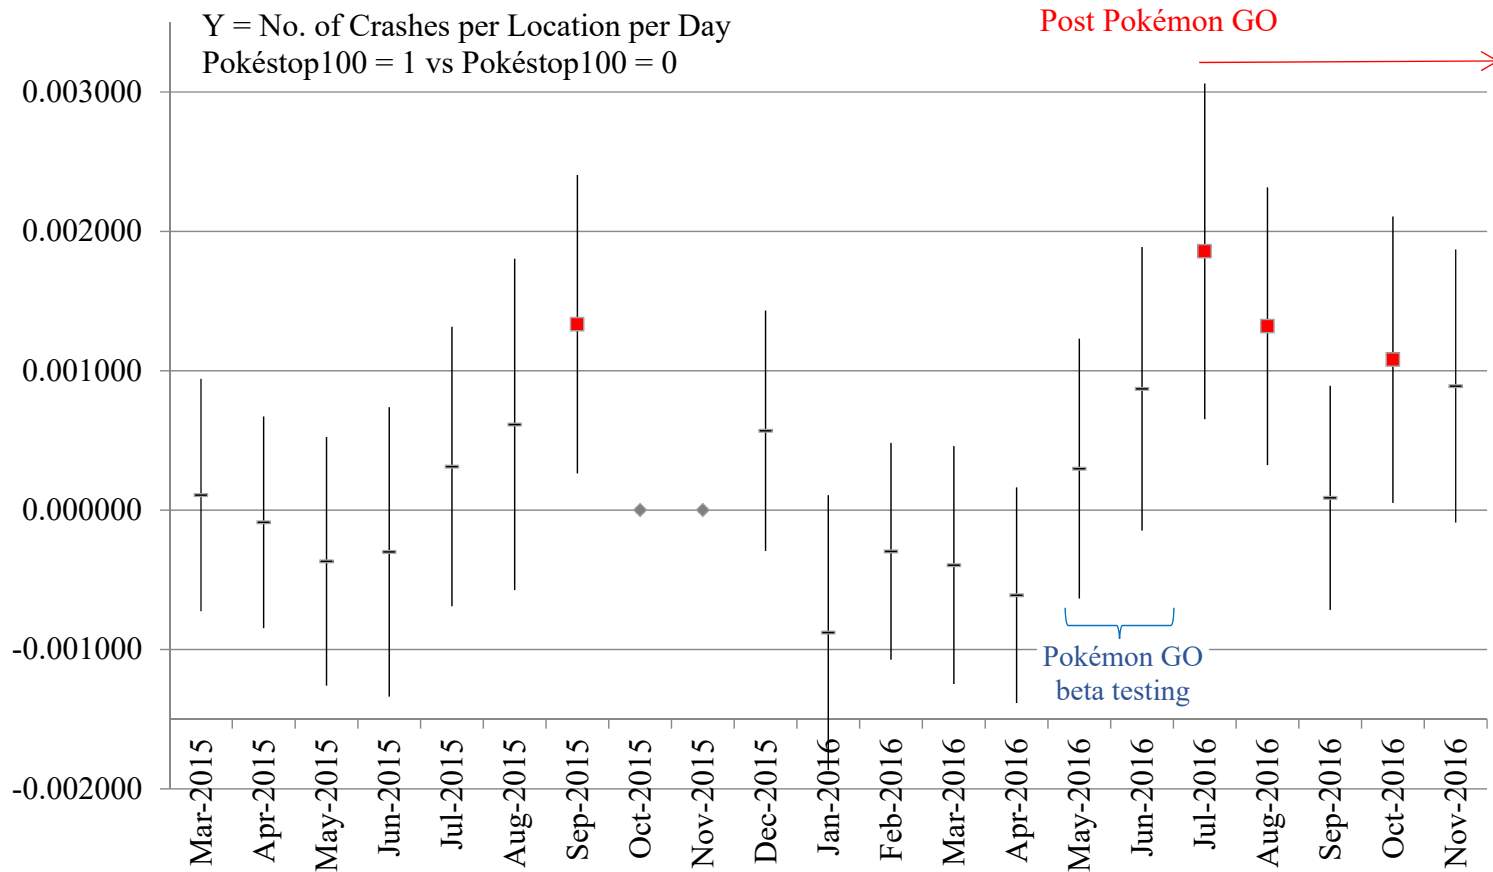 Y = No. of Crashes per Location per Day
Pokéstop100 = 1 vs Pokéstop100 = 0
Post Pokémon GO
0.003000
0.002000
0.001000
0.000000
-0.001000
-0.002000
Pokémon GO
beta testing
Mar-2015
Apr-2015
May-2015
Jun-2015
Jul-2015
Aug-2015
Sep-2015
Oct-2015
Nov-2015
Dec-2015
Jan-2016
Feb-2016
Mar-2016
Apr-2016
May-2016
Jun-2016
Jul-2016
Aug-2016
Sep-2016
Oct-2016
Nov-2016